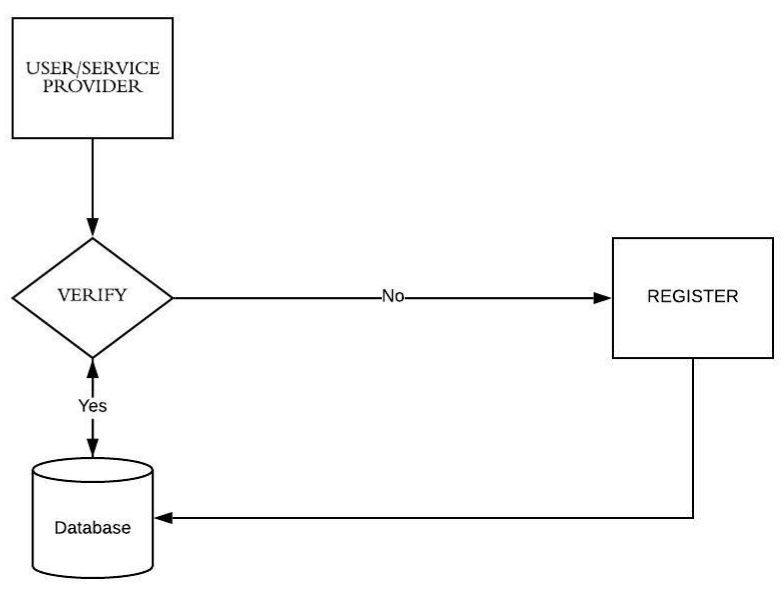 USER/SERVICE
PROVIDER
VERIFY
No
REGISTER
Yes
Database